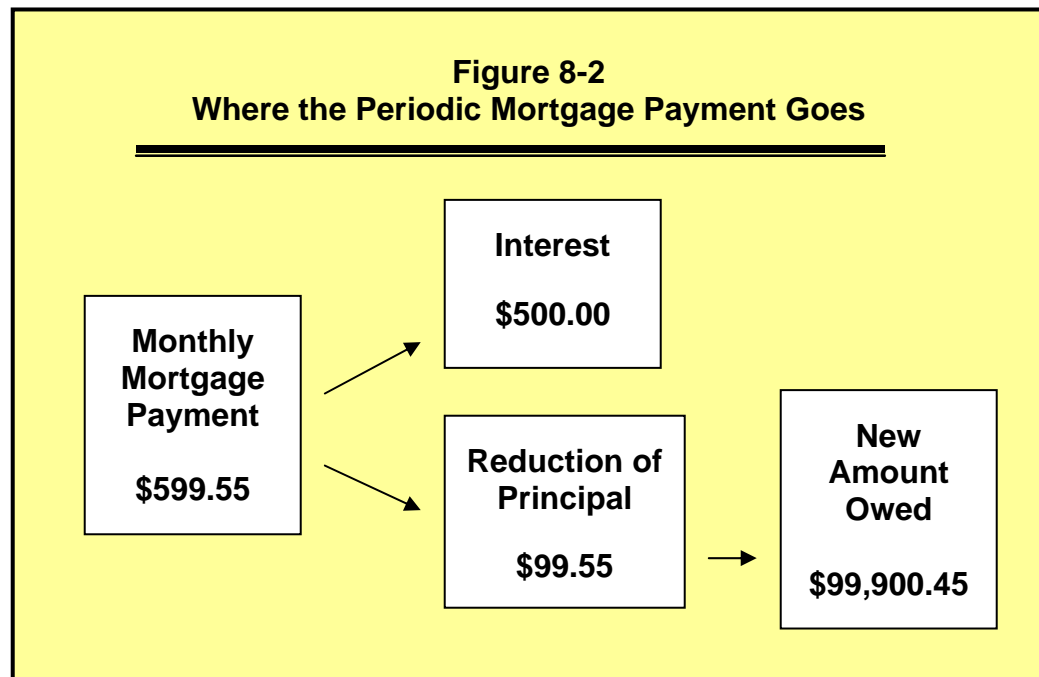 Figure 8-2
Where the Periodic Mortgage Payment Goes
Monthly
Mortgage
Payment
$599.55
Interest
$500.00
Reduction of
Principal
$99.55
New
Amount
Owed
$99,900.45